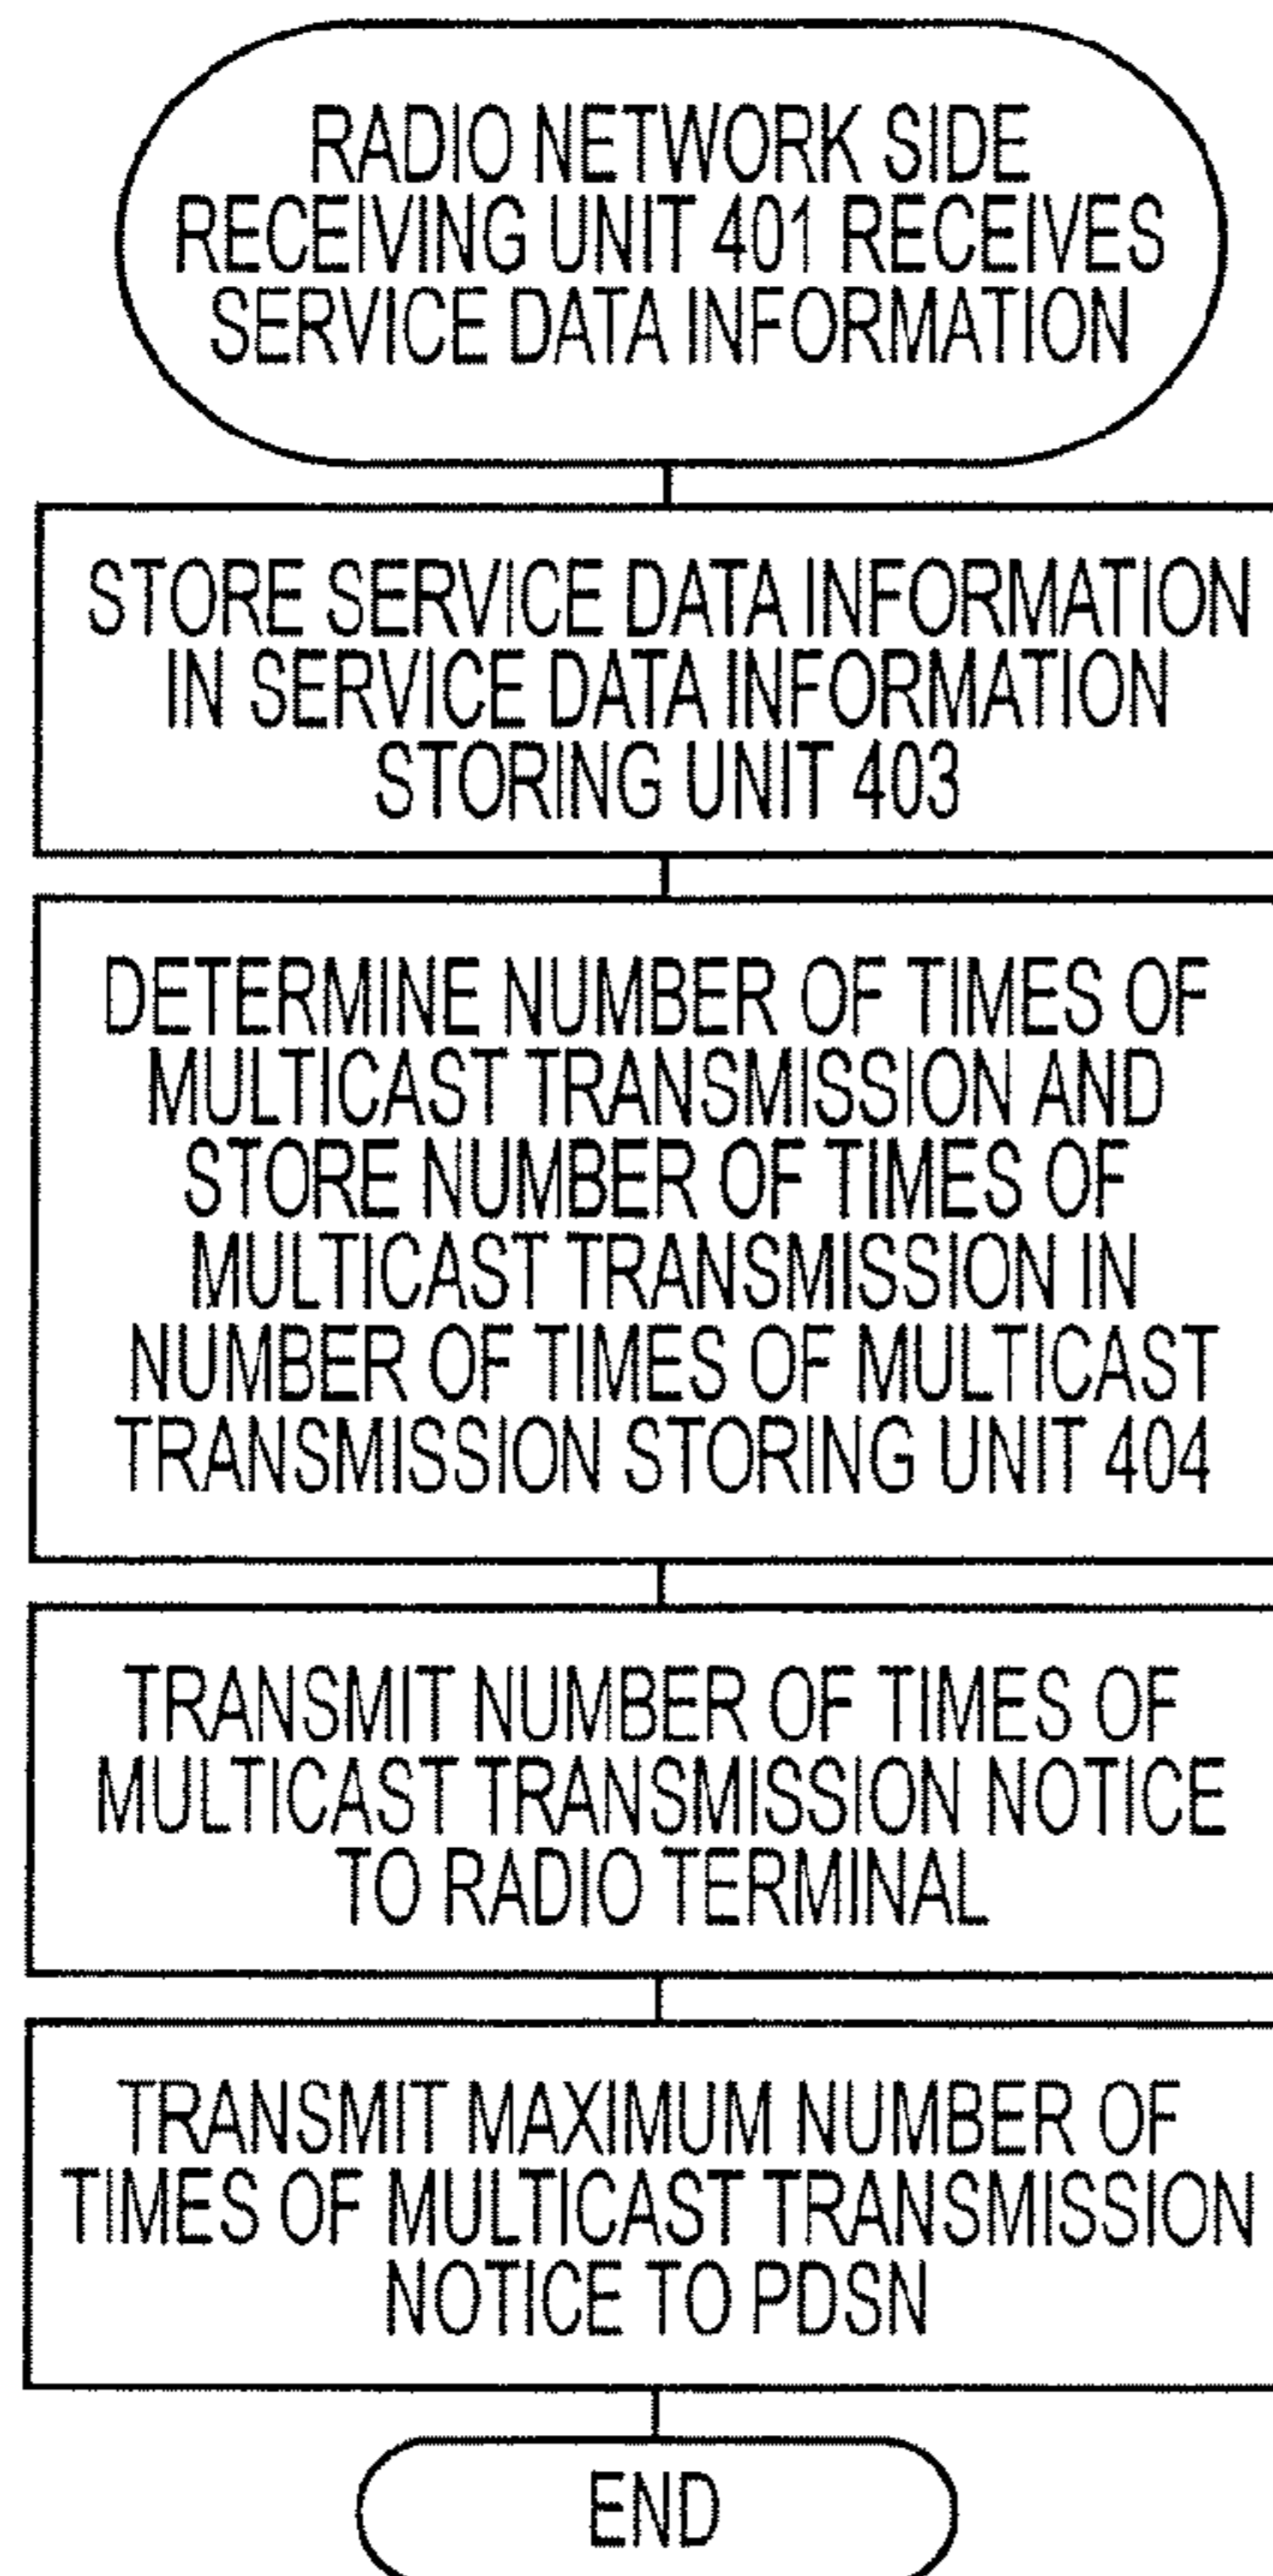 RADIO NETWORK SIDE
RECEIVING UNIT 401 RECEIVES
SERVICE DATA INFORMATION
STORE SERVICE DATA INFORMATION
IN SERVICE DATA INFORMATION
STORING UNIT 403
DETERMINE NUMBER OF TIMES OF
MULTICAST TRANSMISSION AND
STORE NUMBER OF TIMES OF
MULTICAST TRANSMISSION IN
NUMBER OF TIMES OF MULTICAST
TRANSMISSION STORING UNIT 404
TRANSMIT NUMBER OF TIMES OF
MULTICAST TRANSMISSION NOTICE
TO RADIO TERMINAL
TRANSMIT MAXIMUM NUMBER OF
TIMES OF MULTICAST TRANSMISSION
NOTICE TO PDSN
END